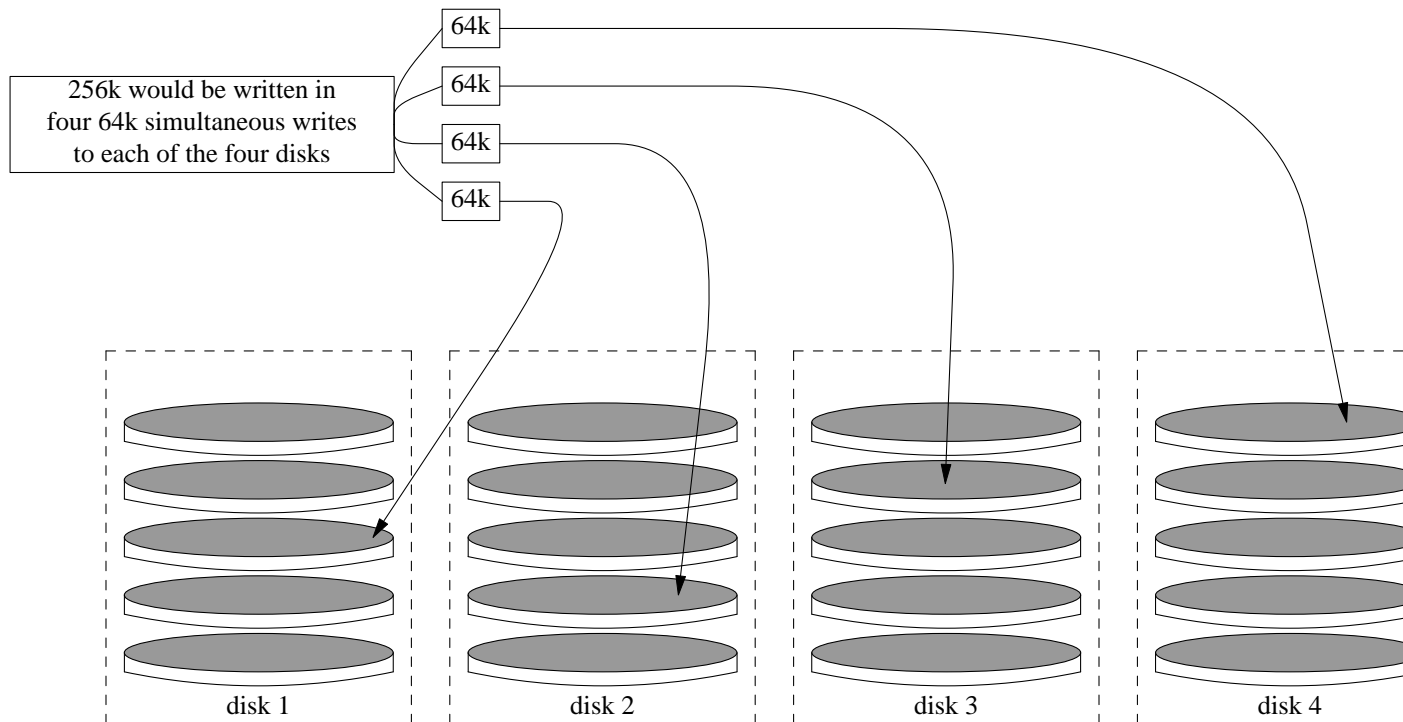 64k
64k
256k would be written in
four 64k simultaneous writes
to each of the four disks
64k
64k
disk 1
disk 2
disk 3
disk 4